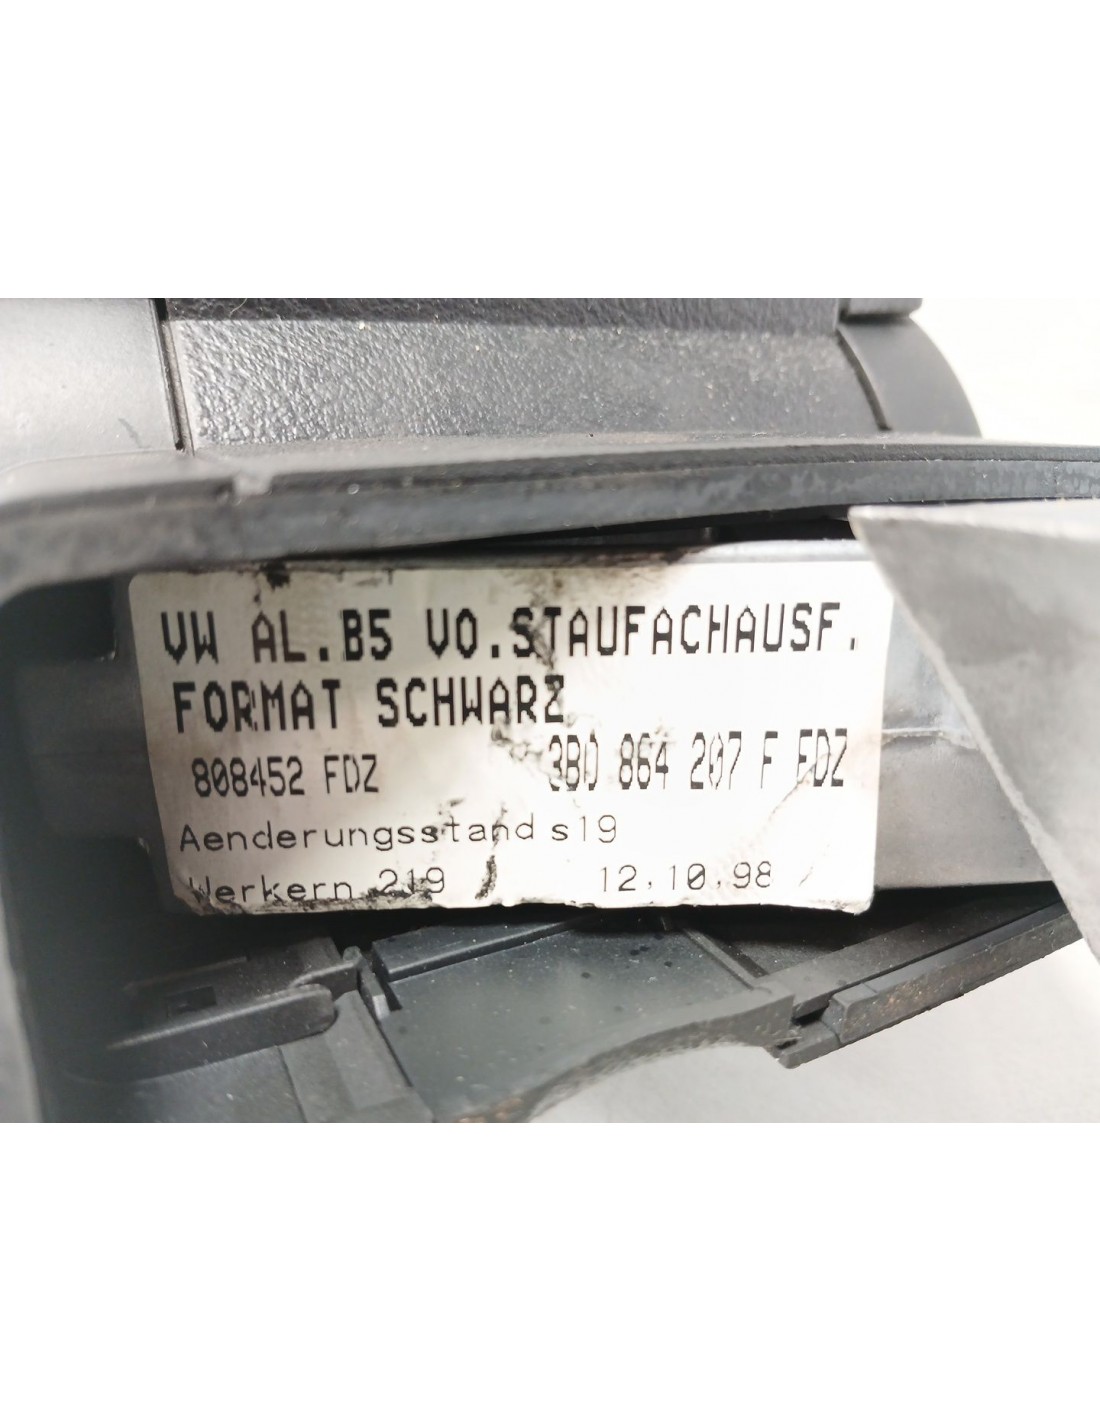 VW AL.B5 VO.STAUFACHAUSF.
FORMAT SCHWARZ
808452 FDZ 3B0 864 207 F FDZ
Aenderungsstand s19
Werkern 219 12.10.98